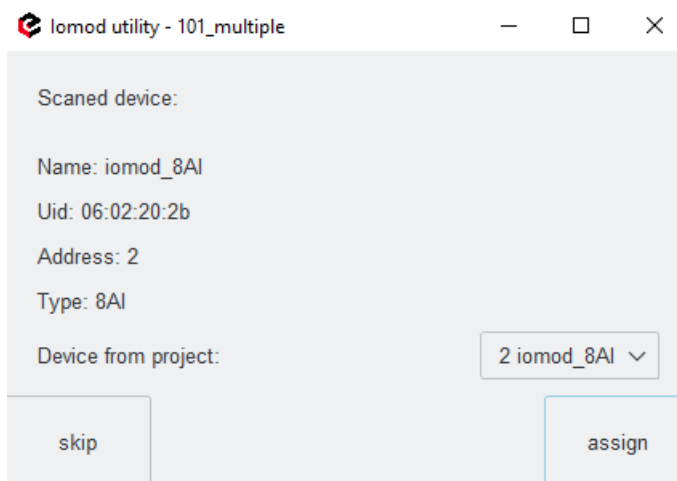 Iomod utility - 101_multiple
Scaned device:
Name: iomod_8AI
Uid: 06:02:20:2b
Address: 2
Type: 8AI
Device from project: 2 iomod_8AI
skip assign